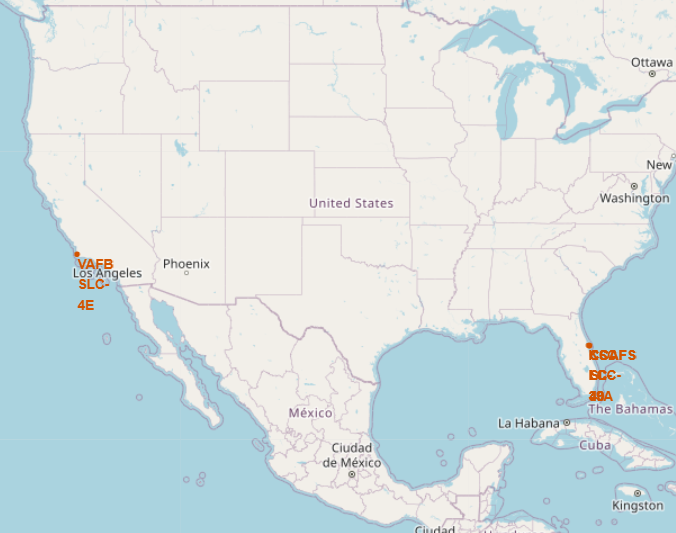 Ottawa
New
Washington
United States
VAFB
SLC-
4E
Los Angeles
Phoenix
México
Ciudad
de México
La Habana
The Bahamas
Cuba
Kingston
Ciudad